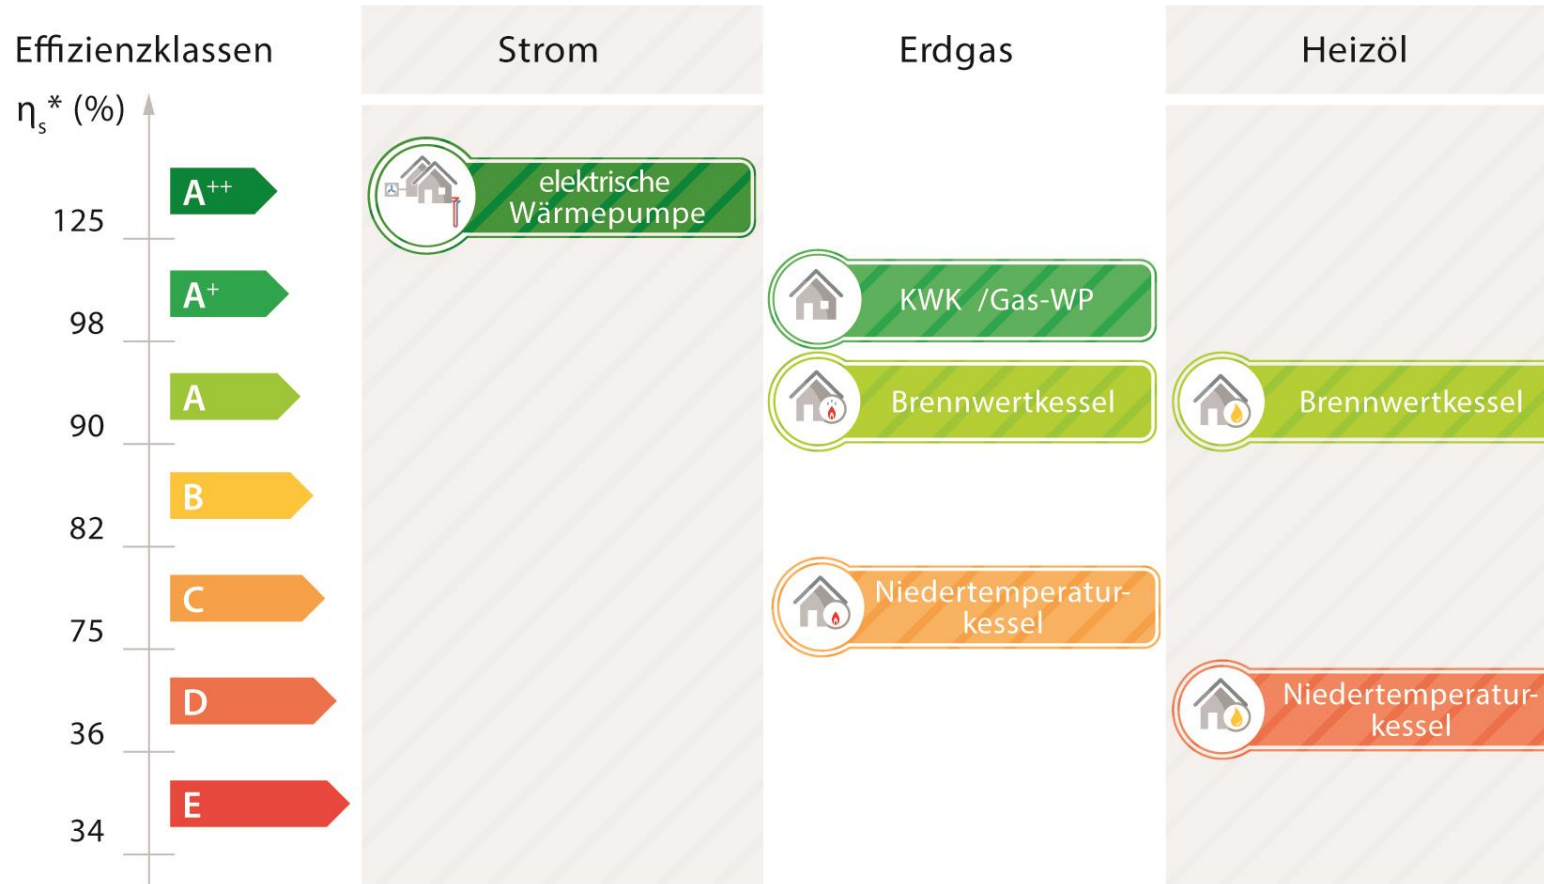 Effizienzklassen
Strom
Erdgas
Heizöl
ηs* (%)
A++
elektrische
Wärmepumpe
125
A+
KWK /Gas-WP
98
A
Brennwertkessel
Brennwertkessel
90
B
82
C
Niedertemperatur-
kessel
75
D
Niedertemperatur-
kessel
36
E
34